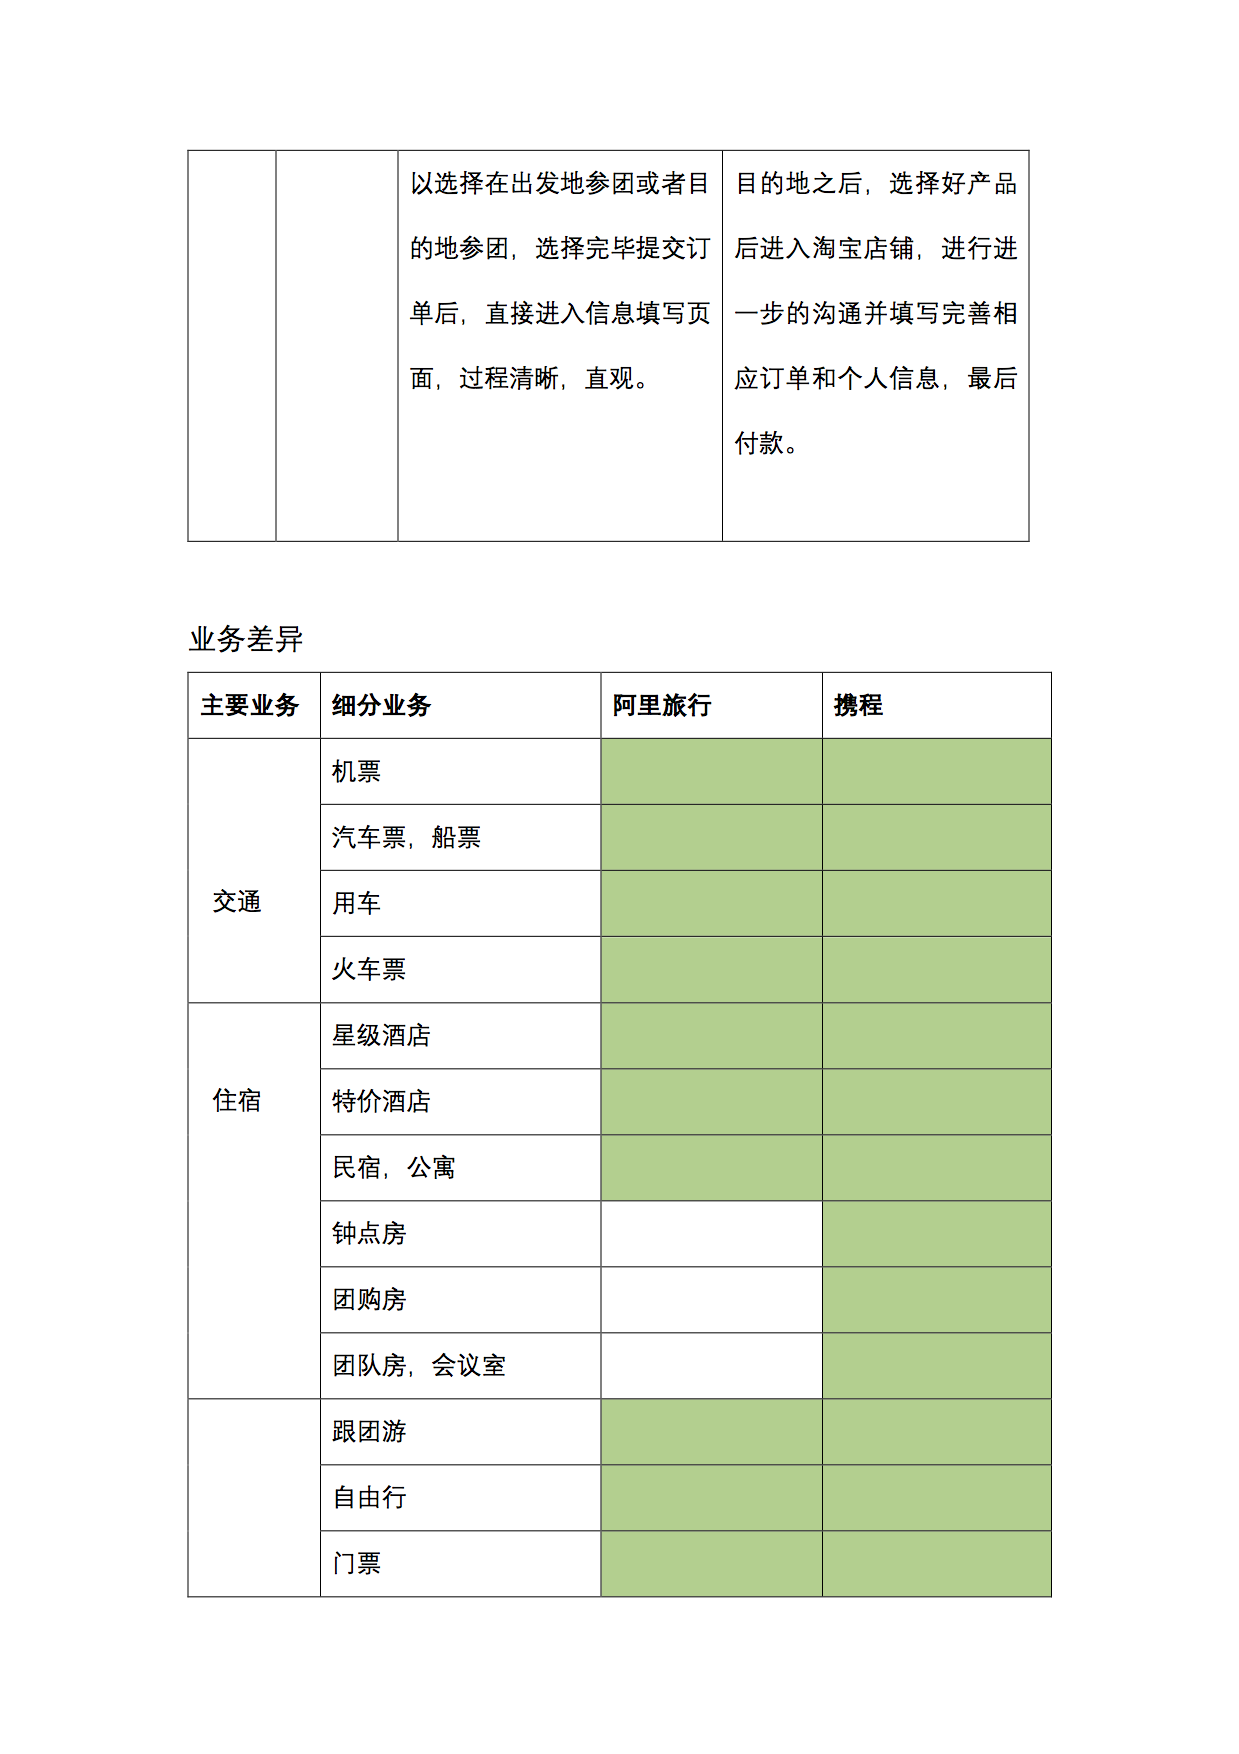 以选择在出发地参团或者目
的地参团，选择完毕提交订
单后，直接进入信息填写页
面，过程清晰，直观。
目的地之后，选择好产品
后进入淘宝店铺，进行进
一步的沟通并填写完善相
应订单和个人信息，最后
付款。
业务差异
主要业务 细分业务 阿里旅行 携程
机票
汽车票，船票
交通 用车
火车票
星级酒店
住宿 特价酒店
民宿，公寓
钟点房
团购房
团队房，会议室
跟团游
自由行
门票